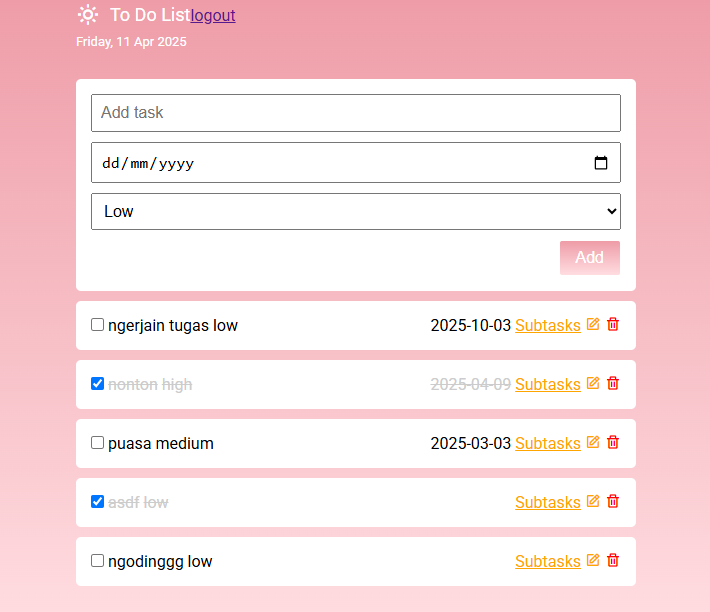 To Do Listlogout
Friday, 11 Apr 2025
Add task
dd/mm/yyyy
Low
Add
ngerjain tugas low 2025-10-03 Subtasks
nonton high 2025-04-09 Subtasks
puasa medium 2025-03-03 Subtasks
asdf low Subtasks
ngodinggg low Subtasks